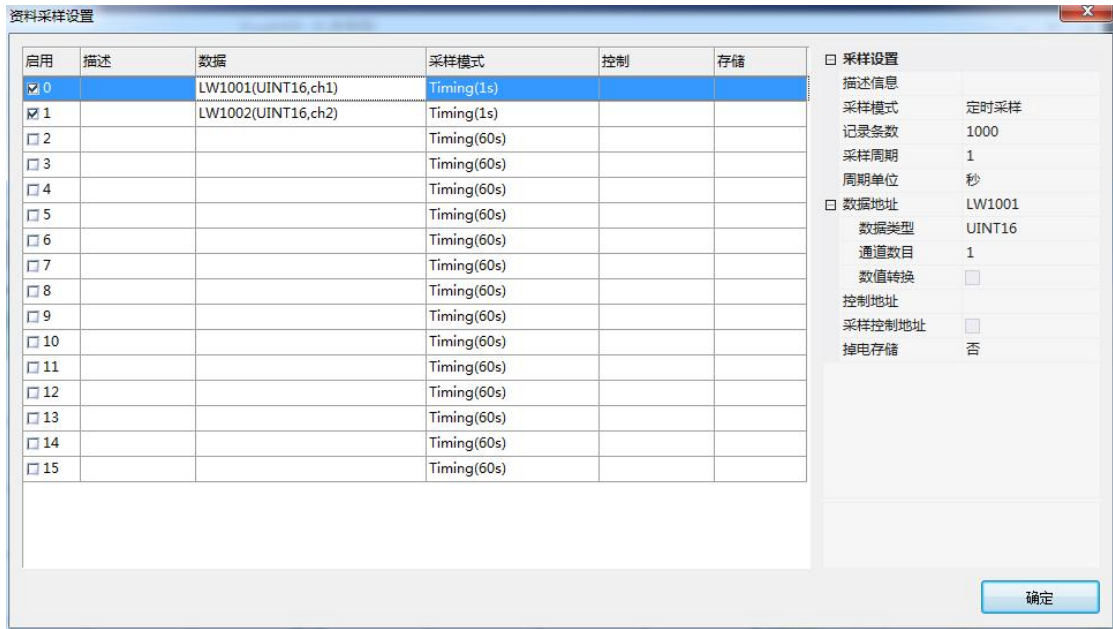 资料采样设置
启用 描述 数据 采样模式 控制 存储
0 LW1001(UINT16,ch1) Timing(1s)
1 LW1002(UINT16,ch2) Timing(1s)
2 Timing(60s)
3 Timing(60s)
4 Timing(60s)
5 Timing(60s)
6 Timing(60s)
7 Timing(60s)
8 Timing(60s)
9 Timing(60s)
10 Timing(60s)
11 Timing(60s)
12 Timing(60s)
13 Timing(60s)
14 Timing(60s)
15 Timing(60s)
采样设置
描述信息
采样模式 定时采样
记录条数 1000
采样周期 1
周期单位 秒
数据地址 LW1001
数据类型 UINT16
通道数目 1
数值转换
控制地址
采样控制地址
掉电存储 否
确定